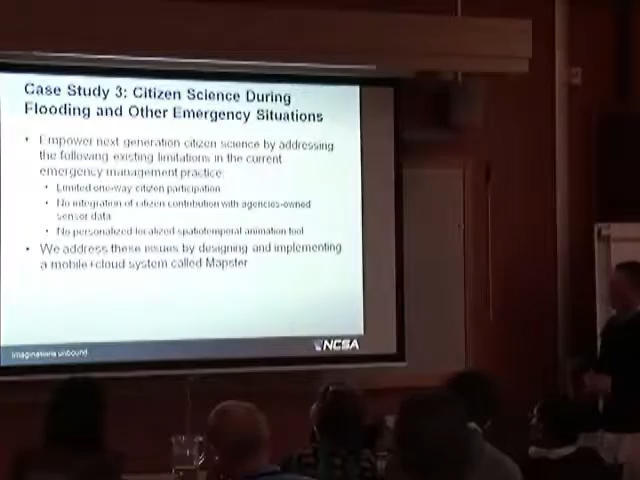 Case Study 3: Citizen Science During
Flooding and Other Emergency Situations
• Empower next generation citizen science by addressing
the following existing limitations in the current
emergency management practice:
• Limited one-way citizen participation
• No integration of citizen contribution with agencies-owned
sensor data
• No personalized localized spatiotemporal animation tool
• We address these issues by designing and implementing
a mobile+cloud system called Mapster
Imaginations unbound
NCSA